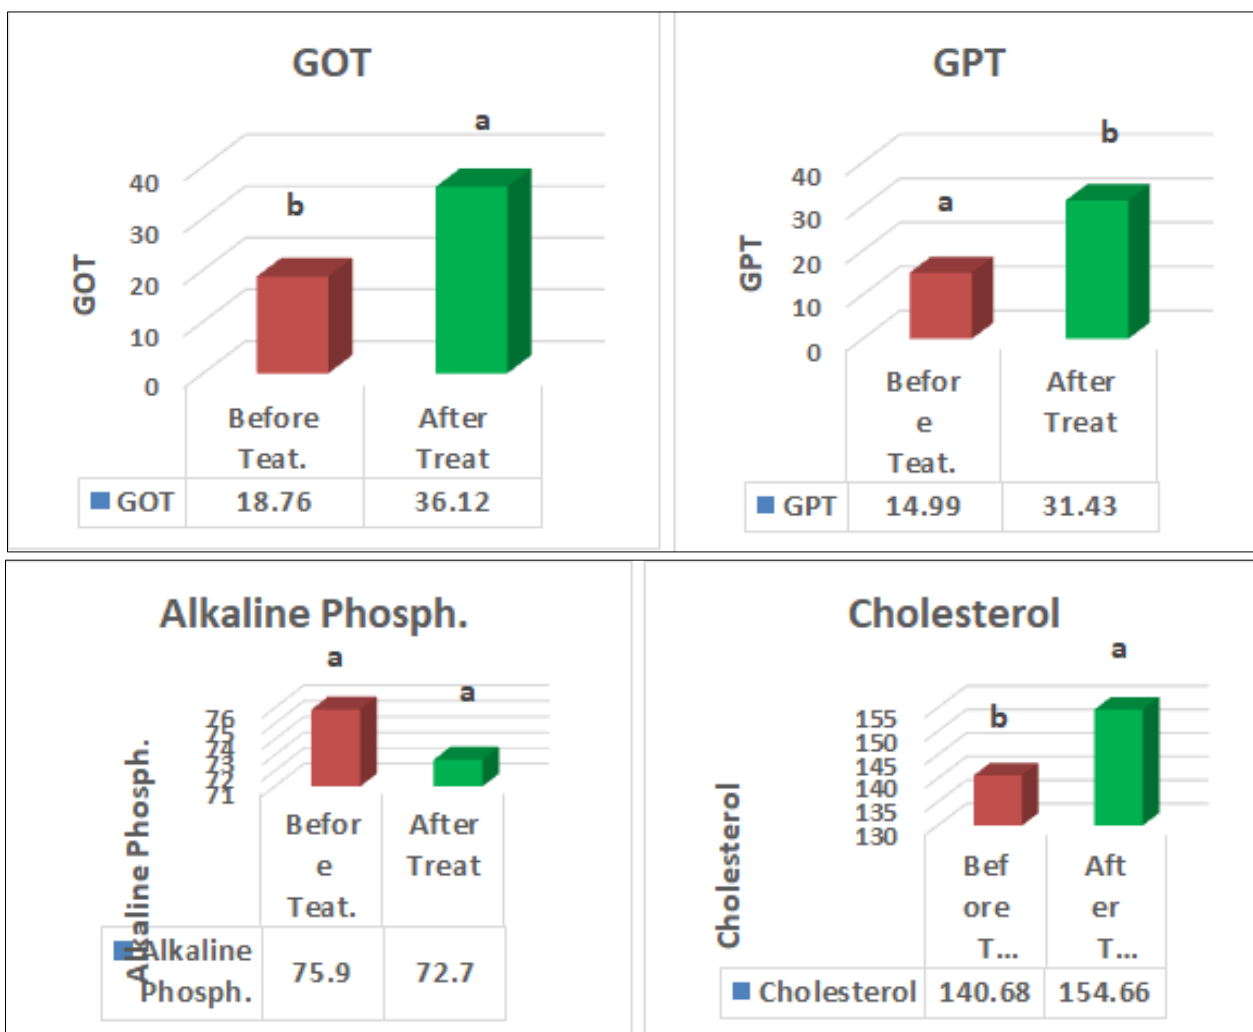 GOT
a
b
40
30
20
10
0
GOT
Before
Teat.
After
Treat
GOT 18.76 36.12
GPT
b
a
40
30
20
10
0
GPT
Befor
e
Teat.
After
Treat
GPT 14.99 31.43
Alkaline Phosph.
a
a
76
75
74
73
72
71
Alkaline Phosph.
Befor
e
Teat.
After
Treat
Alkaline
Phosph.
75.9 72.7
Cholesterol
a
b
155
150
145
140
135
130
Cholesterol
Bef
ore
T...
Aft
er
T...
Cholesterol 140.68 154.66